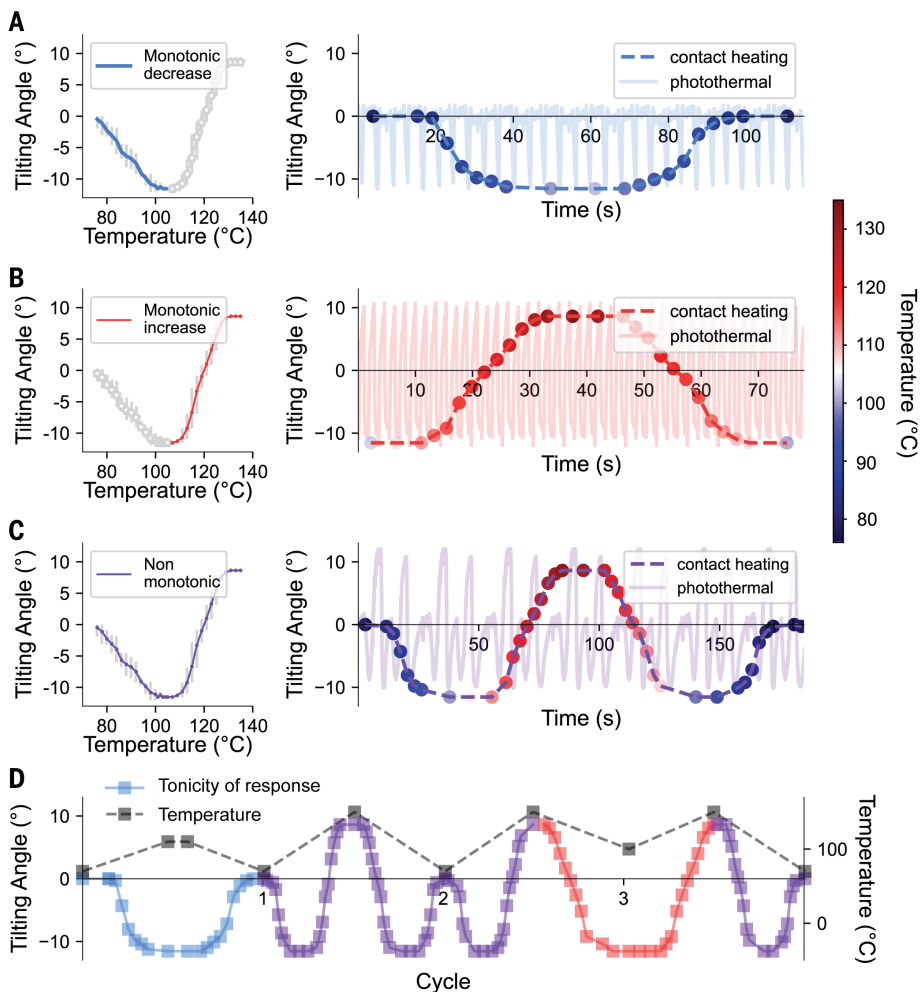 A
Tilting Angle (°)
10
5
0
−5
−10
Monotonic
decrease
80 100 120 140
Temperature (°C)
Tilting Angle (°)
10
0
−10
contact heating
photothermal
20 40 60 80 100
Time (s)
B
Tilting Angle (°)
10
5
0
−5
−10
Monotonic
increase
80 100 120 140
Temperature (°C)
Tilting Angle (°)
10
0
−10
contact heating
photothermal
10 20 30 40 50 60 70
Time (s)
130
120
110
100
90
80
Temperature (°C)
C
Tilting Angle (°)
10
5
0
−5
−10
Non
monotonic
80 100 120 140
Temperature (°C)
Tilting Angle (°)
10
0
−10
contact heating
photothermal
50 100 150
Time (s)
D
Tonicity of response
Temperature
Tilting Angle (°)
10
0
−10
1 2 3
Cycle
100
0
Temperature (°C)